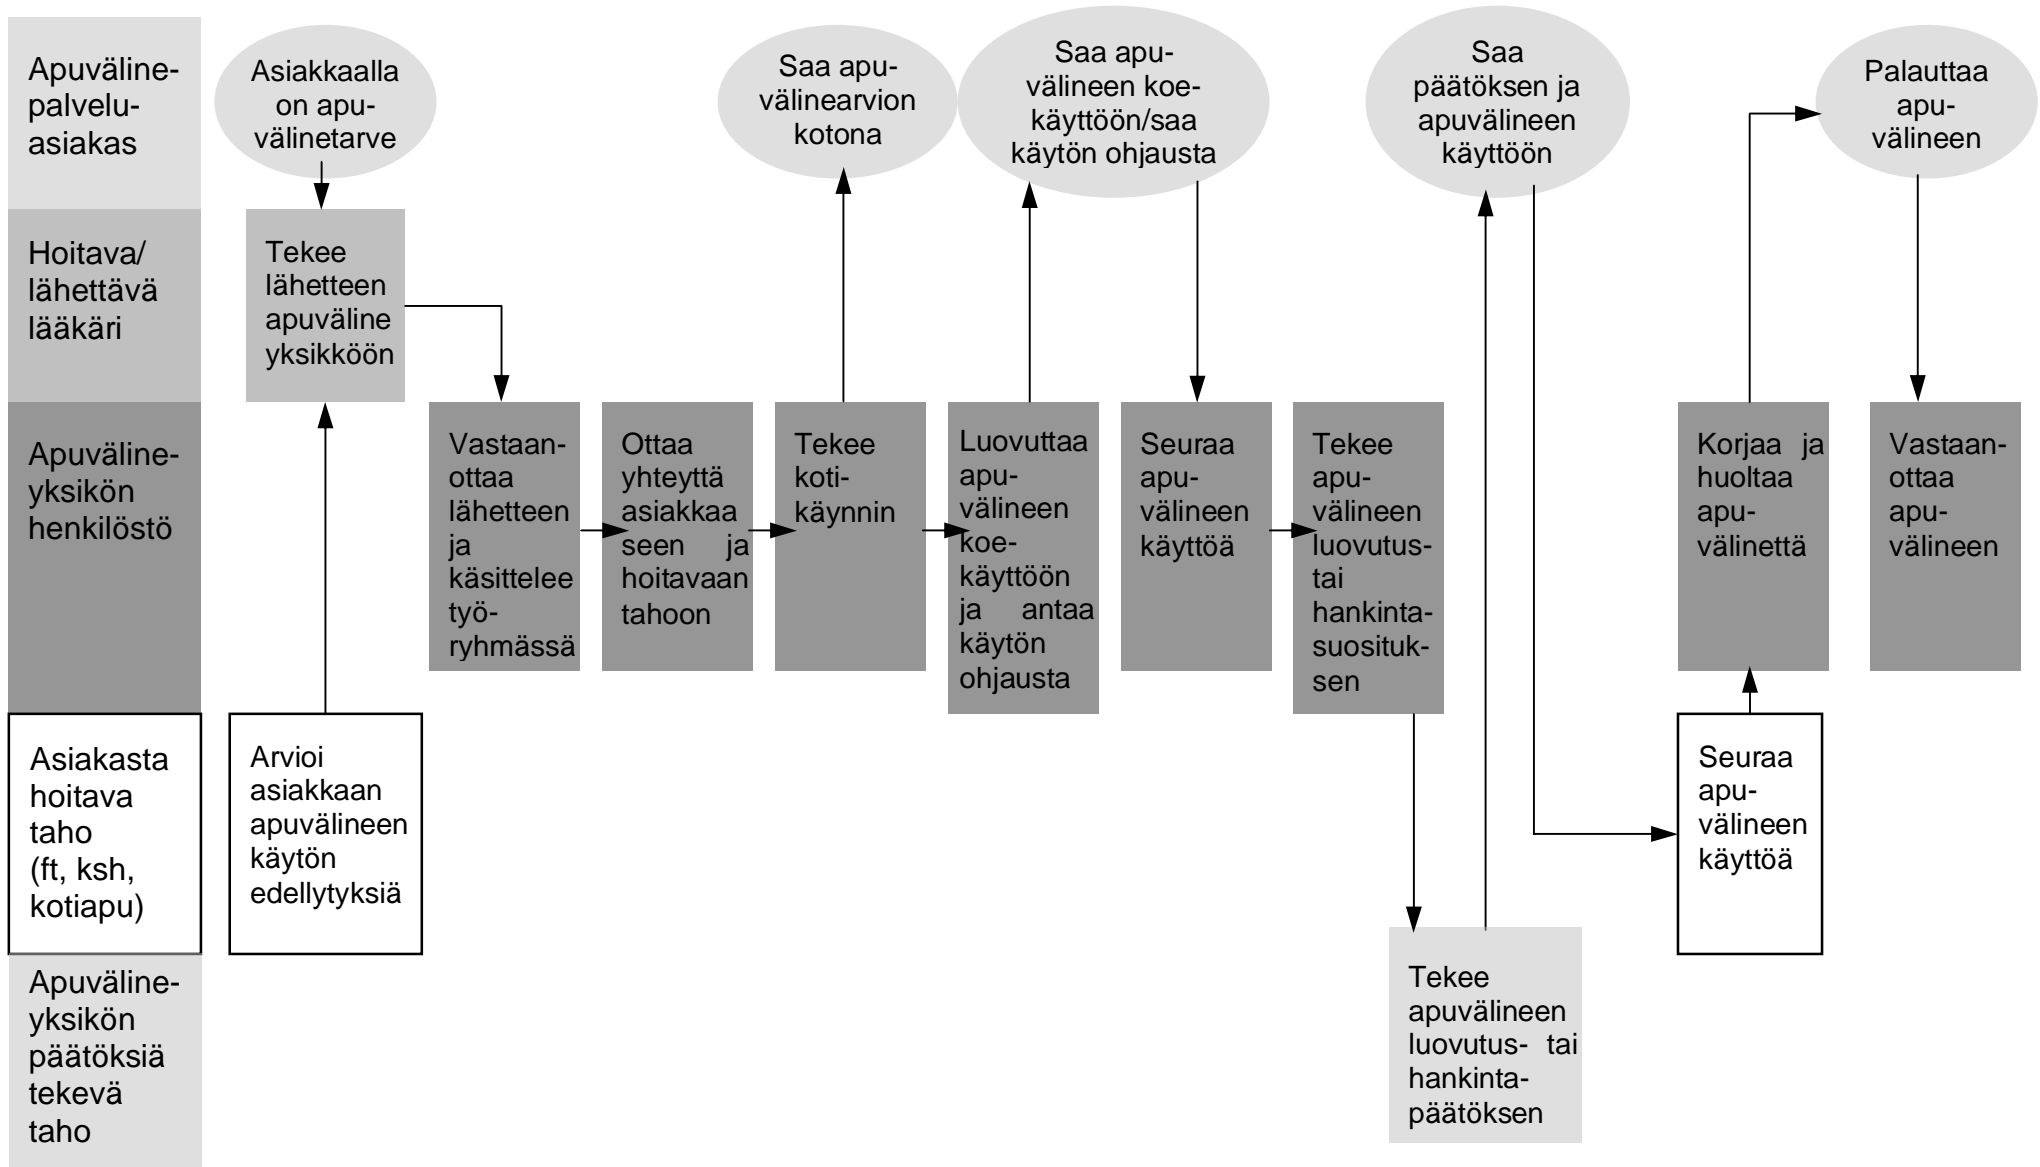 Apuväline-
palvelu-
asiakas
Asiakkaalla
on apu-
välinetarve
Saa apu-
välinearvion
kotona
Saa apu-
välineen koe-
käyttöön/saa
käytön ohjausta
Saa
päätöksen ja
apuvälineen
käyttöön
Palauttaa
apu-
välineen
Hoitava/
lähettävä
lääkäri
Tekee
lähetteen
apuväline
yksikköön
Apuväline-
yksikön
henkilöstö
Vastaan-
ottaa
lähetteen
ja
käsittelee
työ-
ryhmässä
Ottaa
yhteyttä
asiakkaa
seen ja
hoitavaan
tahoon
Tekee
koti-
käynnin
Luovuttaa
apu-
välineen
koe-
käyttöön
ja antaa
käytön
ohjausta
Seuraa
apu-
välineen
käyttöä
Tekee
apu-
välineen
luovutus-
tai
hankinta-
suosituk-
sen
Korjaa ja
huoltaa
apu-
välinettä
Vastaan-
ottaa
apu-
välineen
Asiakasta
hoitava
taho
(ft, ksh,
kotiapu)
Arvioi
asiakkaan
apuvälineen
käytön
edellytyksiä
Seuraa
apu-
välineen
käyttöä
Apuväline-
yksikön
päätöksiä
tekevä
taho
Tekee
apuvälineen
luovutus- tai
hankinta-
päätöksen